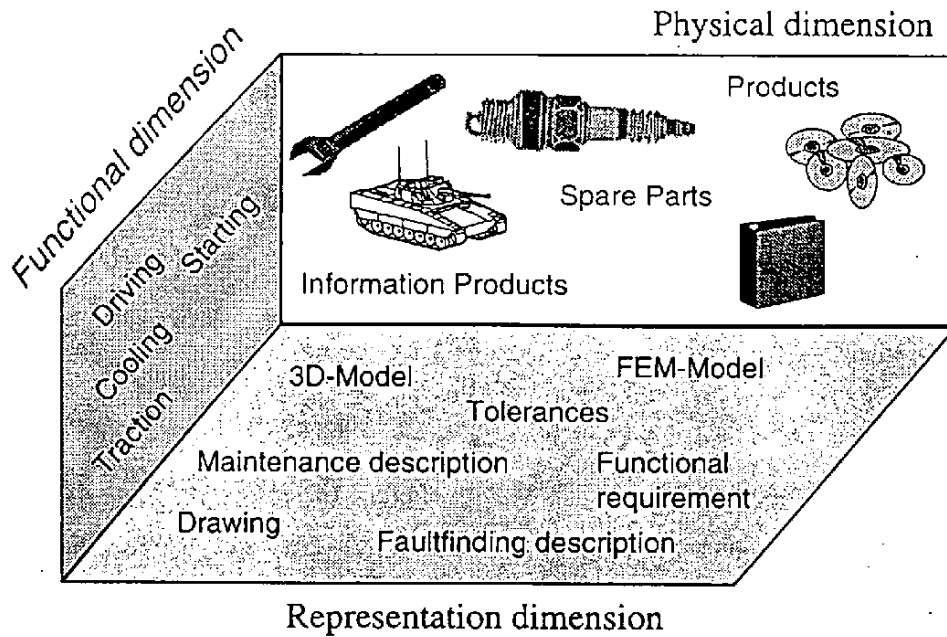 Physical dimension
Functional dimension
Products
Spare Parts
Information Products
Starting
Driving
Cooling
Traction
3D-Model
FEM-Model
Tolerances
Maintenance description
Functional
requirement
Drawing
Faultfinding description
Representation dimension